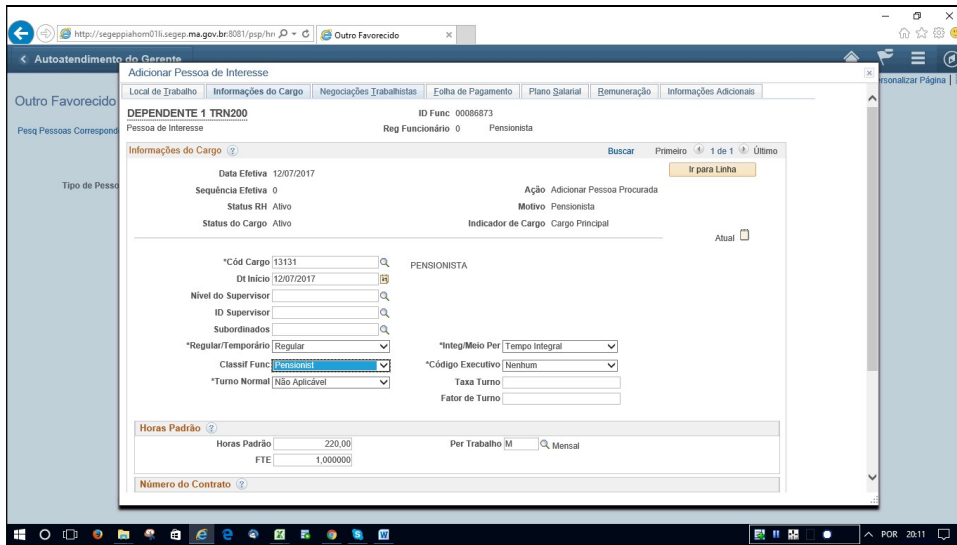 http://segeppiahom01li.segep.ma.gov.br:8081/psp/hn
Outro Favorecido
Autoatendimento do Gerente
Adicionar Pessoa de Interesse
rsonalizar Página |
Local de Trabalho Informações do Cargo Negociações Trabalhistas Folha de Pagamento Plano Salarial Remuneração Informações Adicionais
Outro Favorecido
DEPENDENTE 1 TRN200 ID Func 00086873
Pesq Pessoas Correspond
Pessoa de Interesse Reg Funcionário 0 Pensionista
Informações do Cargo Buscar Primeiro 1 de 1 Último
Data Efetiva 12/07/2017 Ir para Linha
Tipo de Pesso
Sequência Efetiva 0 Ação Adicionar Pessoa Procurada
Status RH Ativo Motivo Pensionista
Status do Cargo Ativo Indicador de Cargo Cargo Principal
Atual
*Cód Cargo 13131 PENSIONISTA
Dt Início 12/07/2017
Nível do Supervisor
ID Supervisor
Subordinados
*Regular/Temporário Regular *Integ/Meio Per Tempo Integral
Classif Func Pensionist *Código Executivo Nenhum
*Turno Normal Não Aplicável Taxa Turno
Fator de Turno
Horas Padrão
Horas Padrão 220,00 Per Trabalho M Mensal
FTE 1,000000
Número do Contrato
POR 20:11